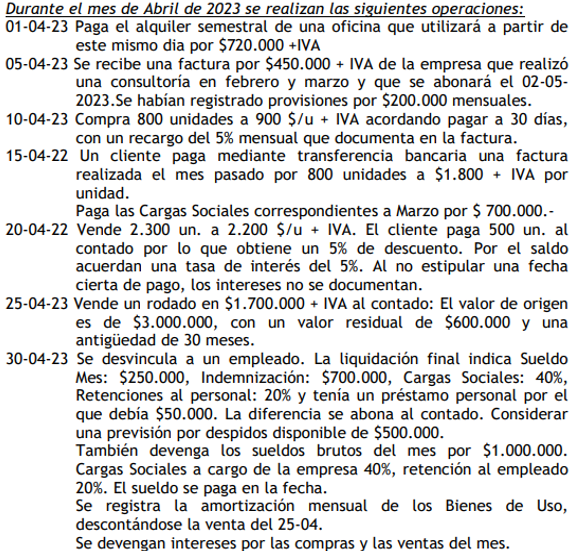 Durante el mes de Abril de 2023 se realizan las siguientes operaciones:
01-04-23 Paga el alquiler semestral de una oficina que utilizará a partir de
este mismo dia por $720.000 +IVA
05-04-23 Se recibe una factura por $450.000 + IVA de la empresa que realizó
una consultoría en febrero y marzo y que se abonará el 02-05-
2023.Se habían registrado provisiones por $200.000 mensuales.
10-04-23 Compra 800 unidades a 900 $/u + IVA acordando pagar a 30 días,
con un recargo del 5% mensual que documenta en la factura.
15-04-22 Un cliente paga mediante transferencia bancaria una factura
realizada el mes pasado por 800 unidades a $1.800 + IVA por
unidad.
Paga las Cargas Sociales correspondientes a Marzo por $ 700.000.-
20-04-22 Vende 2.300 un. a 2.200 $/u + IVA. El cliente paga 500 un. al
contado por lo que obtiene un 5% de descuento. Por el saldo
acuerdan una tasa de interés del 5%. Al no estipular una fecha
cierta de pago, los intereses no se documentan.
25-04-23 Vende un rodado en $1.700.000 + IVA al contado: El valor de origen
es de $3.000.000, con un valor residual de $600.000 y una
antigüedad de 30 meses.
30-04-23 Se desvincula a un empleado. La liquidación final indica Sueldo
Mes: $250.000, Indemnización: $700.000, Cargas Sociales: 40%,
Retenciones al personal: 20% y tenía un préstamo personal por el
que debía $50.000. La diferencia se abona al contado. Considerar
una previsión por despidos disponible de $500.000.
También devenga los sueldos brutos del mes por $1.000.000.
Cargas Sociales a cargo de la empresa 40%, retención al empleado
20%. El sueldo se paga en la fecha.
Se registra la amortización mensual de los Bienes de Uso,
descontándose la venta del 25-04.
Se devengan intereses por las compras y las ventas del mes.